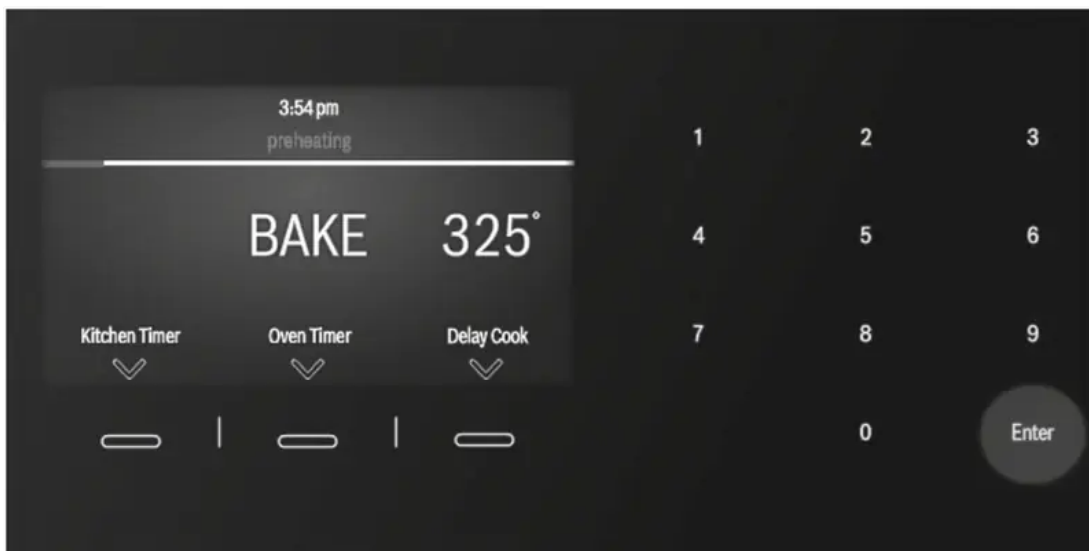 3:54 pm
preheating
BAKE 325°
Kitchen Timer Oven Timer Delay Cook
1 2 3
4 5 6
7 8 9
0 Enter